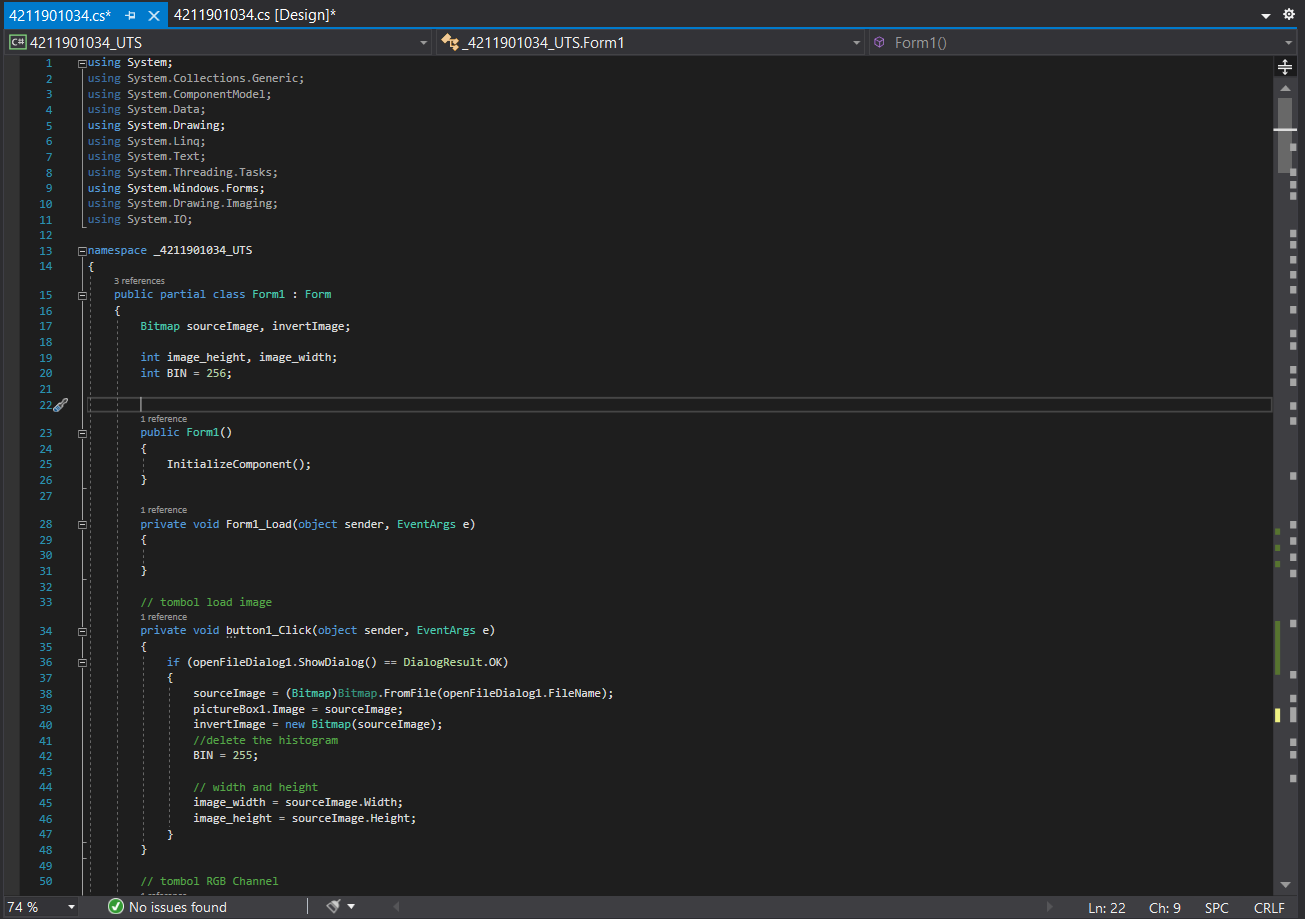 4211901034.cs*
4211901034.cs [Design]*
C# 4211901034_UTS
_4211901034_UTS.Form1
Form1()
1 using System;
2 using System.Collections.Generic;
3 using System.ComponentModel;
4 using System.Data;
5 using System.Drawing;
6 using System.Linq;
7 using System.Text;
8 using System.Threading.Tasks;
9 using System.Windows.Forms;
10 using System.Drawing.Imaging;
11 using System.IO;
12
13 namespace _4211901034_UTS
14 {
3 references
15 public partial class Form1 : Form
16 {
17 Bitmap sourceImage, invertImage;
18
19 int image_height, image_width;
20 int BIN = 256;
21
22
1 reference
23 public Form1()
24 {
25 InitializeComponent();
26 }
27
1 reference
28 private void Form1_Load(object sender, EventArgs e)
29 {
30
31 }
32
33 // tombol load image
1 reference
34 private void button1_Click(object sender, EventArgs e)
35 {
36 if (openFileDialog1.ShowDialog() == DialogResult.OK)
37 {
38 sourceImage = (Bitmap)Bitmap.FromFile(openFileDialog1.FileName);
39 pictureBox1.Image = sourceImage;
40 invertImage = new Bitmap(sourceImage);
41 //delete the histogram
42 BIN = 255;
43
44 // width and height
45 image_width = sourceImage.Width;
46 image_height = sourceImage.Height;
47 }
48 }
49
50 // tombol RGB Channel
74 %
No issues found
Ln: 22
Ch: 9
SPC
CRLF